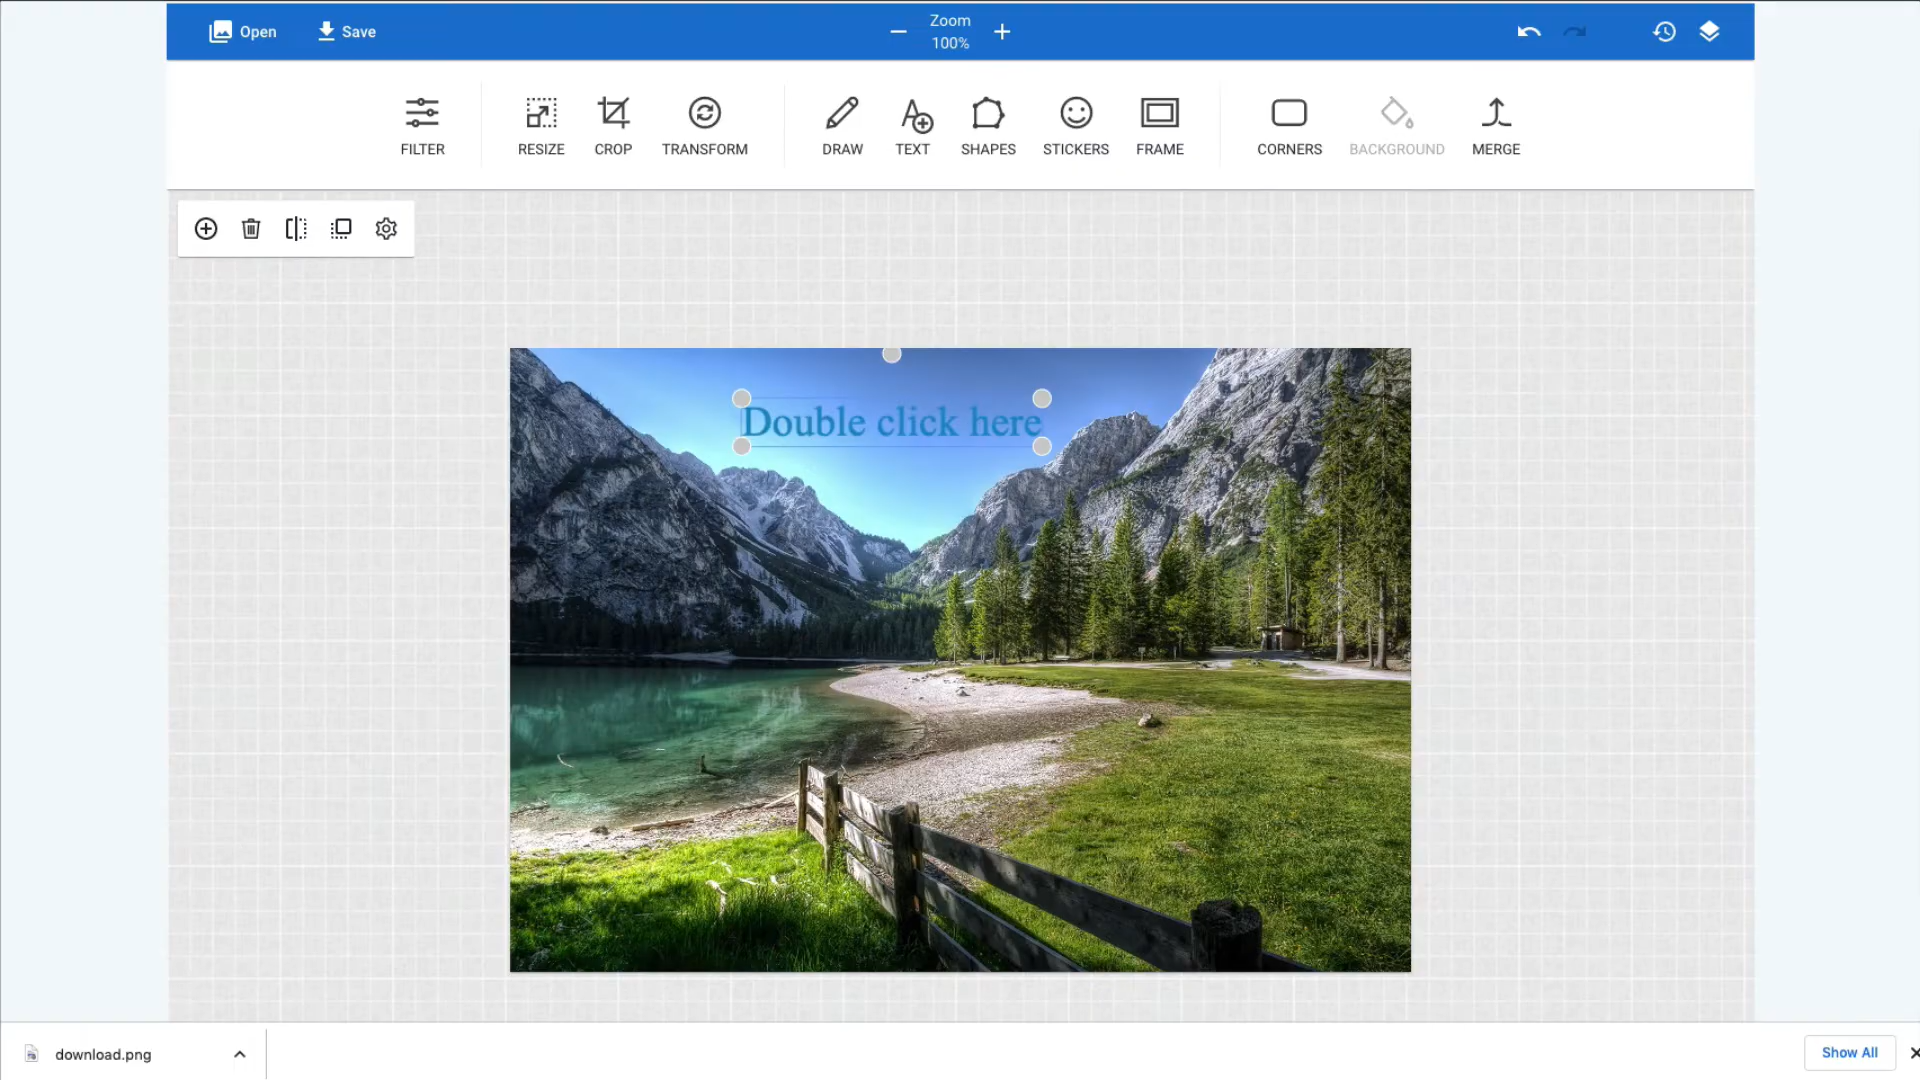 Open
Save
Zoom
100%
FILTER
RESIZE
CROP
TRANSFORM
DRAW
TEXT
SHAPES
STICKERS
FRAME
CORNERS
BACKGROUND
MERGE
Double click here
download.png
Show All